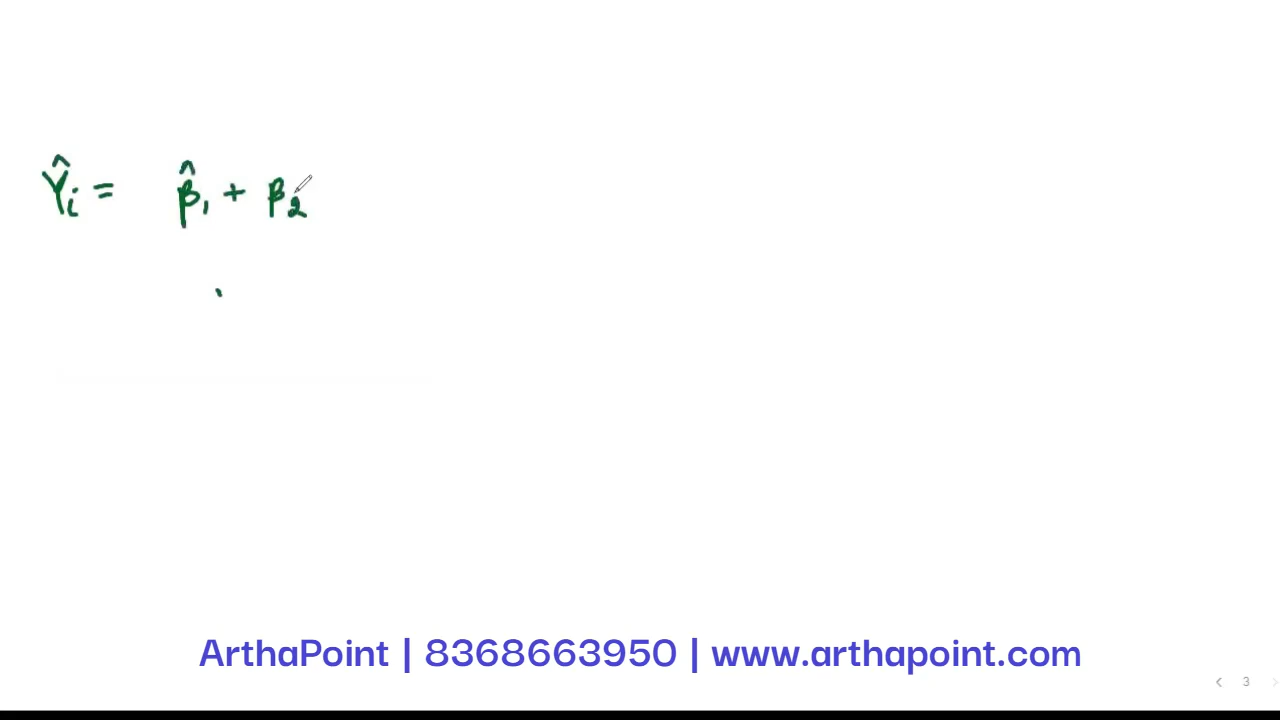 Ŷᵢ = β̂₁ + β₂
ArthaPoint | 8368663950 | www.arthapoint.com
3